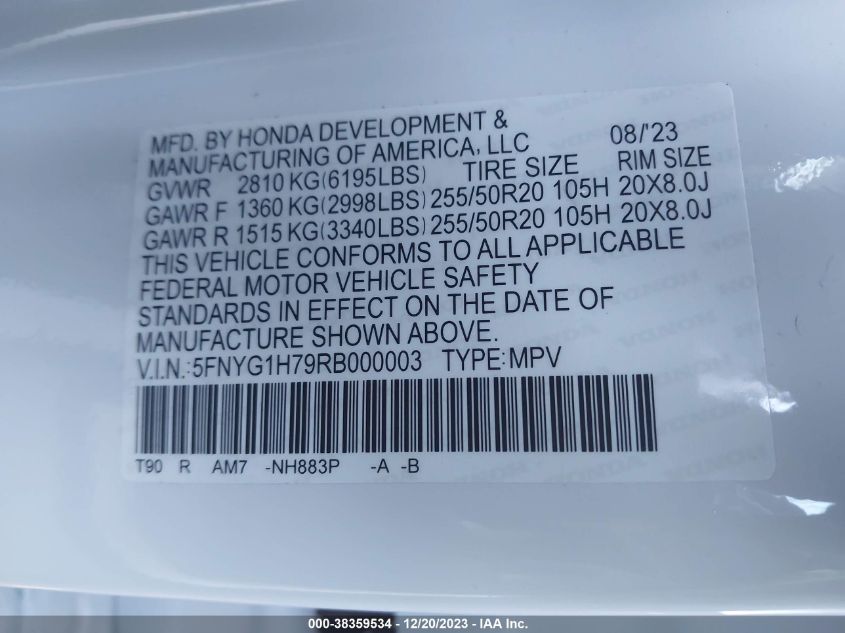 MFD. BY HONDA DEVELOPMENT &
MANUFACTURING OF AMERICA, LLC 08/'23
GVWR 2810 KG(6195LBS) TIRE SIZE RIM SIZE
GAWR F 1360 KG(2998LBS) 255/50R20 105H 20X8.0J
GAWR R 1515 KG(3340LBS) 255/50R20 105H 20X8.0J
THIS VEHICLE CONFORMS TO ALL APPLICABLE
FEDERAL MOTOR VEHICLE SAFETY
STANDARDS IN EFFECT ON THE DATE OF
MANUFACTURE SHOWN ABOVE.
V.I.N.:5FNYG1H79RB000003 TYPE:MPV
T90 R AM7 -NH883P -A -B
000-38359534 - 12/20/2023 - IAA Inc.